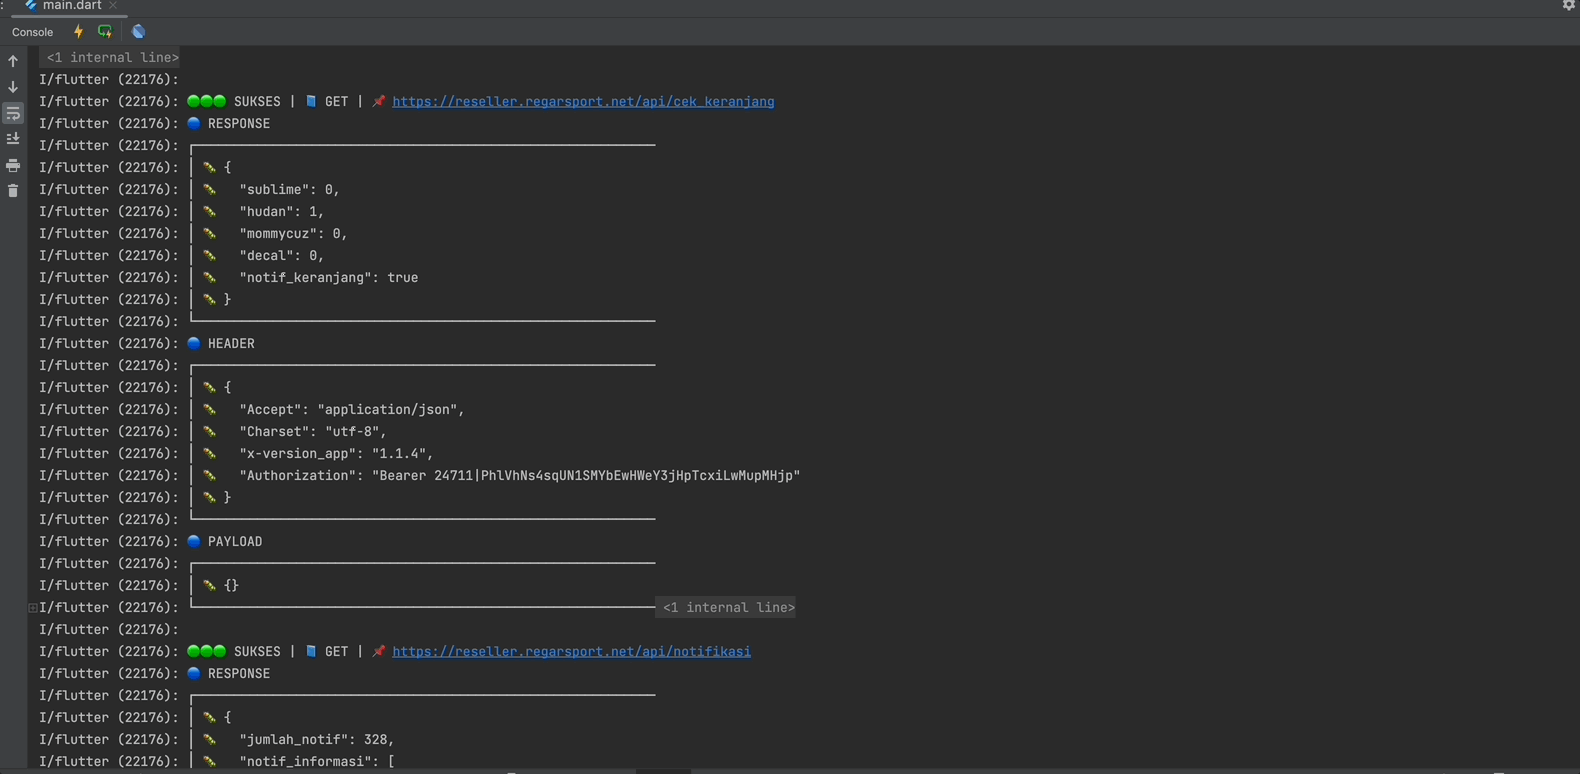 main.dart
Console
<1 internal line>
I/flutter (22176):
I/flutter (22176): SUKSES | GET | https://reseller.regarsport.net/api/cek_keranjang
I/flutter (22176): RESPONSE
I/flutter (22176):
I/flutter (22176): {
I/flutter (22176): "sublime": 0,
I/flutter (22176): "hudan": 1,
I/flutter (22176): "mommycuz": 0,
I/flutter (22176): "decal": 0,
I/flutter (22176): "notif_keranjang": true
I/flutter (22176): }
I/flutter (22176):
I/flutter (22176): HEADER
I/flutter (22176):
I/flutter (22176): {
I/flutter (22176): "Accept": "application/json",
I/flutter (22176): "Charset": "utf-8",
I/flutter (22176): "x-version_app": "1.1.4",
I/flutter (22176): "Authorization": "Bearer 24711|PhlVhNs4sqUN1SMYbEwHWeY3jHpTcxiLwMupMHjp"
I/flutter (22176): }
I/flutter (22176):
I/flutter (22176): PAYLOAD
I/flutter (22176):
I/flutter (22176): {}
I/flutter (22176): <1 internal line>
I/flutter (22176):
I/flutter (22176): SUKSES | GET | https://reseller.regarsport.net/api/notifikasi
I/flutter (22176): RESPONSE
I/flutter (22176):
I/flutter (22176): {
I/flutter (22176): "jumlah_notif": 328,
I/flutter (22176): "notif_informasi": [